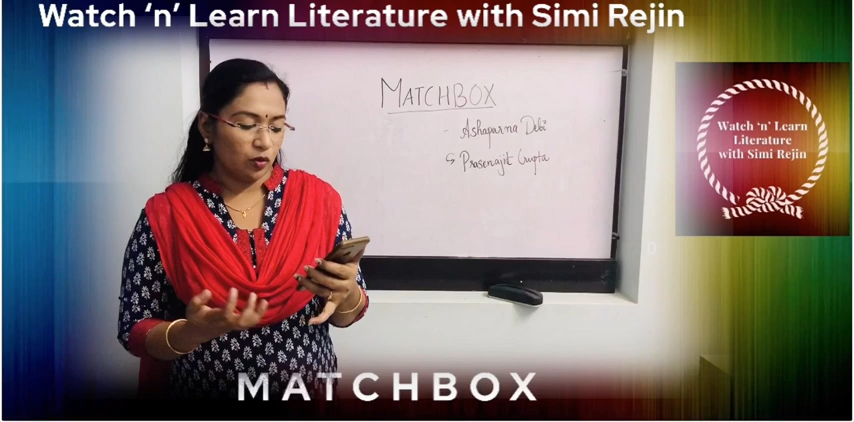 Watch 'n' Learn Literature with Simi Rejin
MATCHBOX
- Ashaparna Debi
Prasenajit Gupta
Watch 'n' Learn
Literature
with Simi Rejin
MATCHBOX